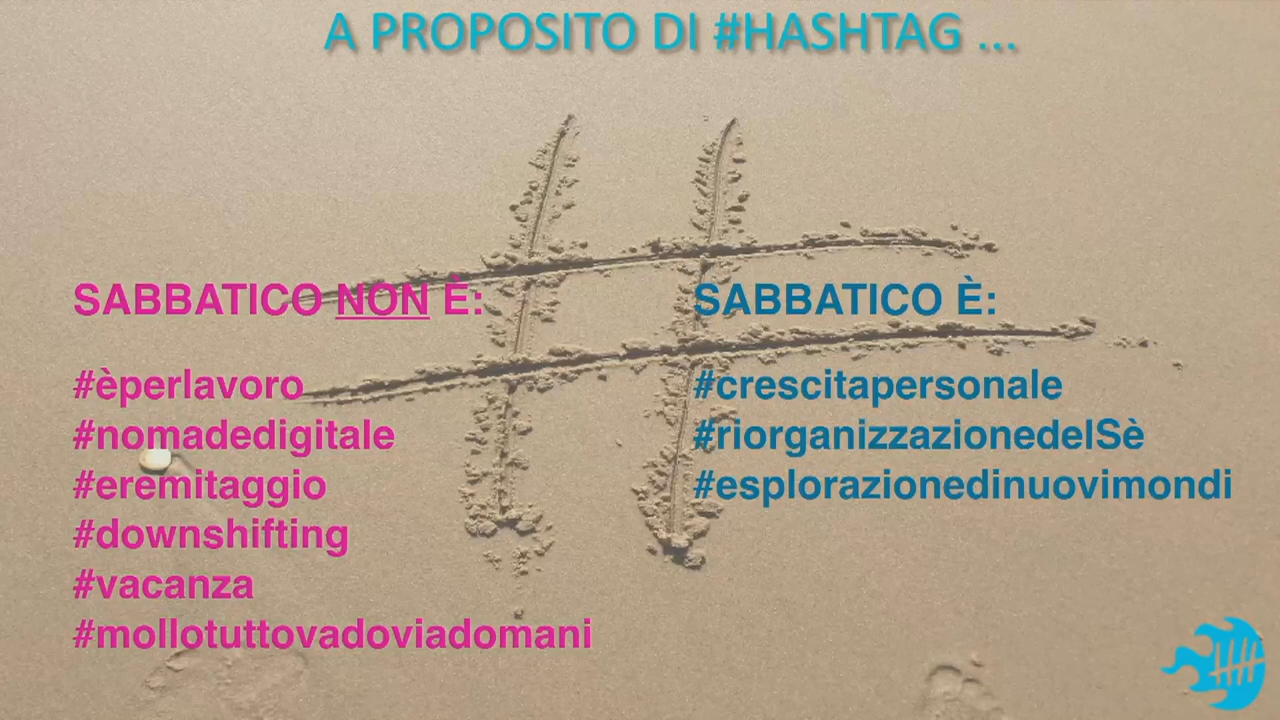 A PROPOSITO DI #HASHTAG ...
SABBATICO NON È:
#èperlavoro
#nomadedigitale
#eremitaggio
#downshifting
#vacanza
#mollotuttovadoviadomani
SABBATICO È:
#crescitapersonale
#riorganizzazionedelSè
#esplorazionedinuovimondi